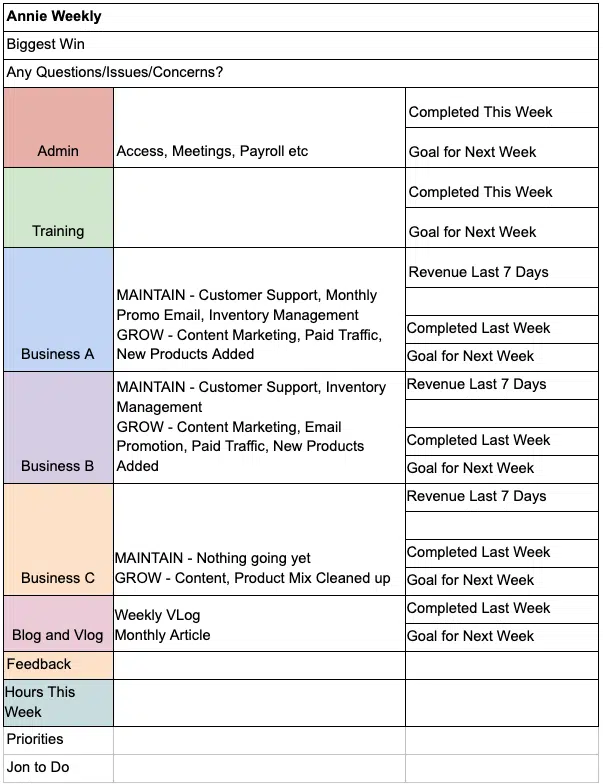 Annie Weekly
Biggest Win
Any Questions/Issues/Concerns?
Admin
Access, Meetings, Payroll etc
Completed This Week
Goal for Next Week
Training
Completed This Week
Goal for Next Week
Business A
MAINTAIN - Customer Support, Monthly
Promo Email, Inventory Management
GROW - Content Marketing, Paid Traffic,
New Products Added
Revenue Last 7 Days
Completed Last Week
Goal for Next Week
Business B
MAINTAIN - Customer Support, Inventory
Management
GROW - Content Marketing, Email
Promotion, Paid Traffic, New Products
Added
Revenue Last 7 Days
Completed Last Week
Goal for Next Week
Business C
MAINTAIN - Nothing going yet
GROW - Content, Product Mix Cleaned up
Revenue Last 7 Days
Completed Last Week
Goal for Next Week
Blog and Vlog
Weekly VLog
Monthly Article
Completed Last Week
Goal for Next Week
Feedback
Hours This
Week
Priorities
Jon to Do